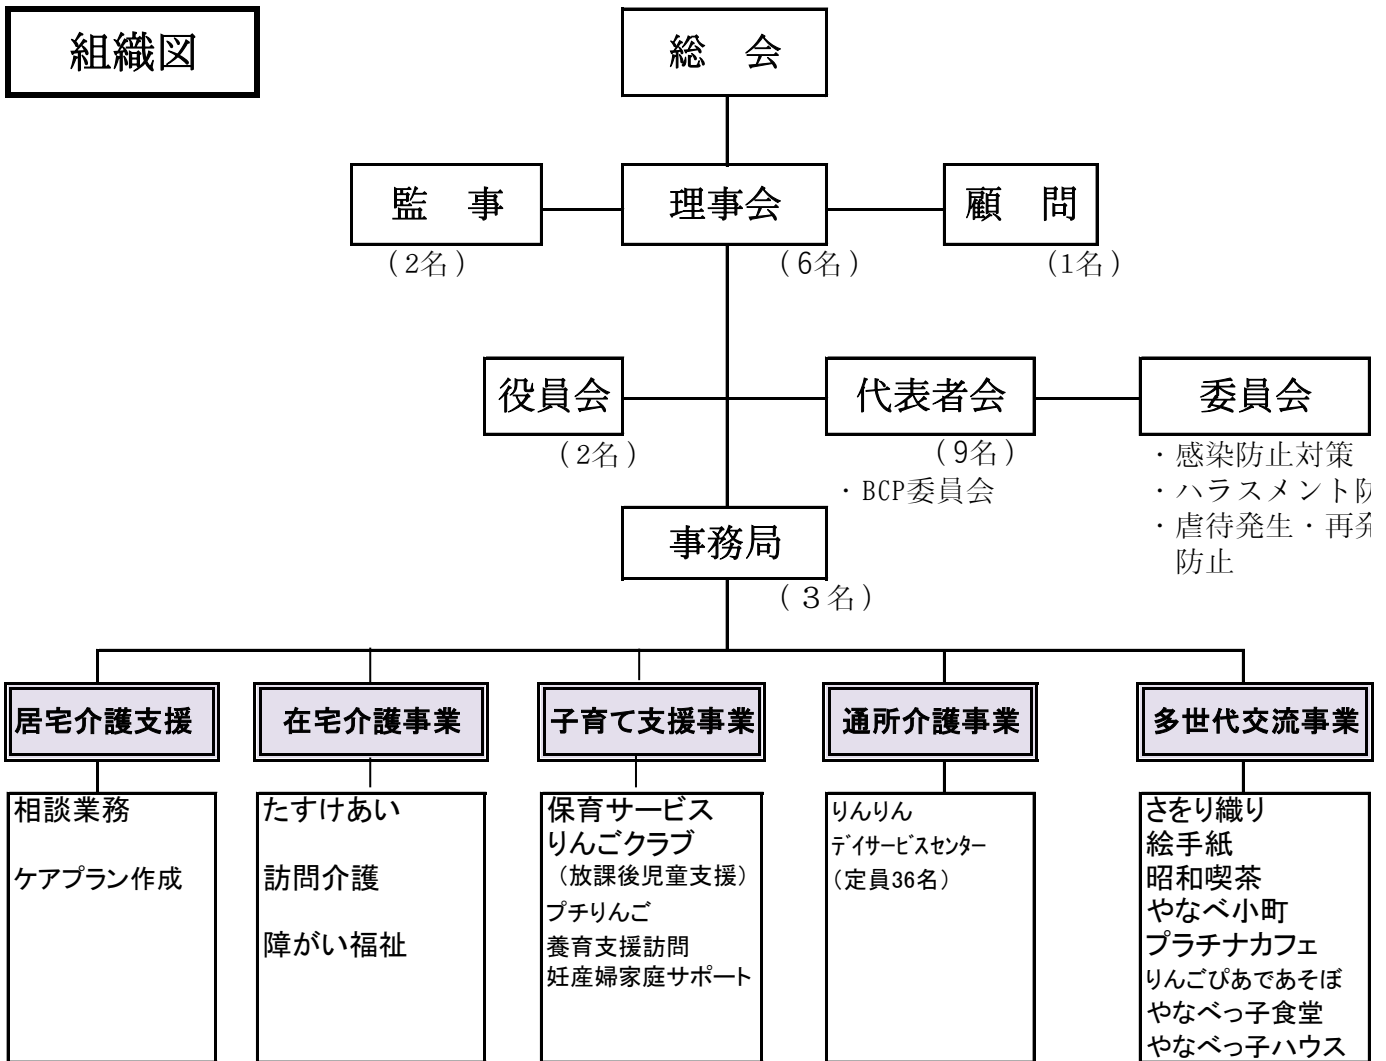 組織図
総　会
監　事
理事会
顧　問
(2名)
(6名)
(1名)
役員会
代表者会
委員会
(2名)
(9名)
・BCP委員会
・感染防止対策
・ハラスメント防
・虐待発生・再発
防止
事務局
(３名)
居宅介護支援
在宅介護事業
子育て支援事業
通所介護事業
多世代交流事業
相談業務
ケアプラン作成
たすけあい
訪問介護
障がい福祉
保育サービス
りんごクラブ
（放課後児童支援）
プチりんご
養育支援訪問
妊産婦家庭サポート
りんりん
ﾃﾞｲｻｰﾋﾞｽｾﾝﾀｰ
（定員36名）
さをり織り
絵手紙
昭和喫茶
やなべ小町
プラチナカフェ
りんごぴあであそぼ
やなべっ子食堂
やなべっ子ハウス